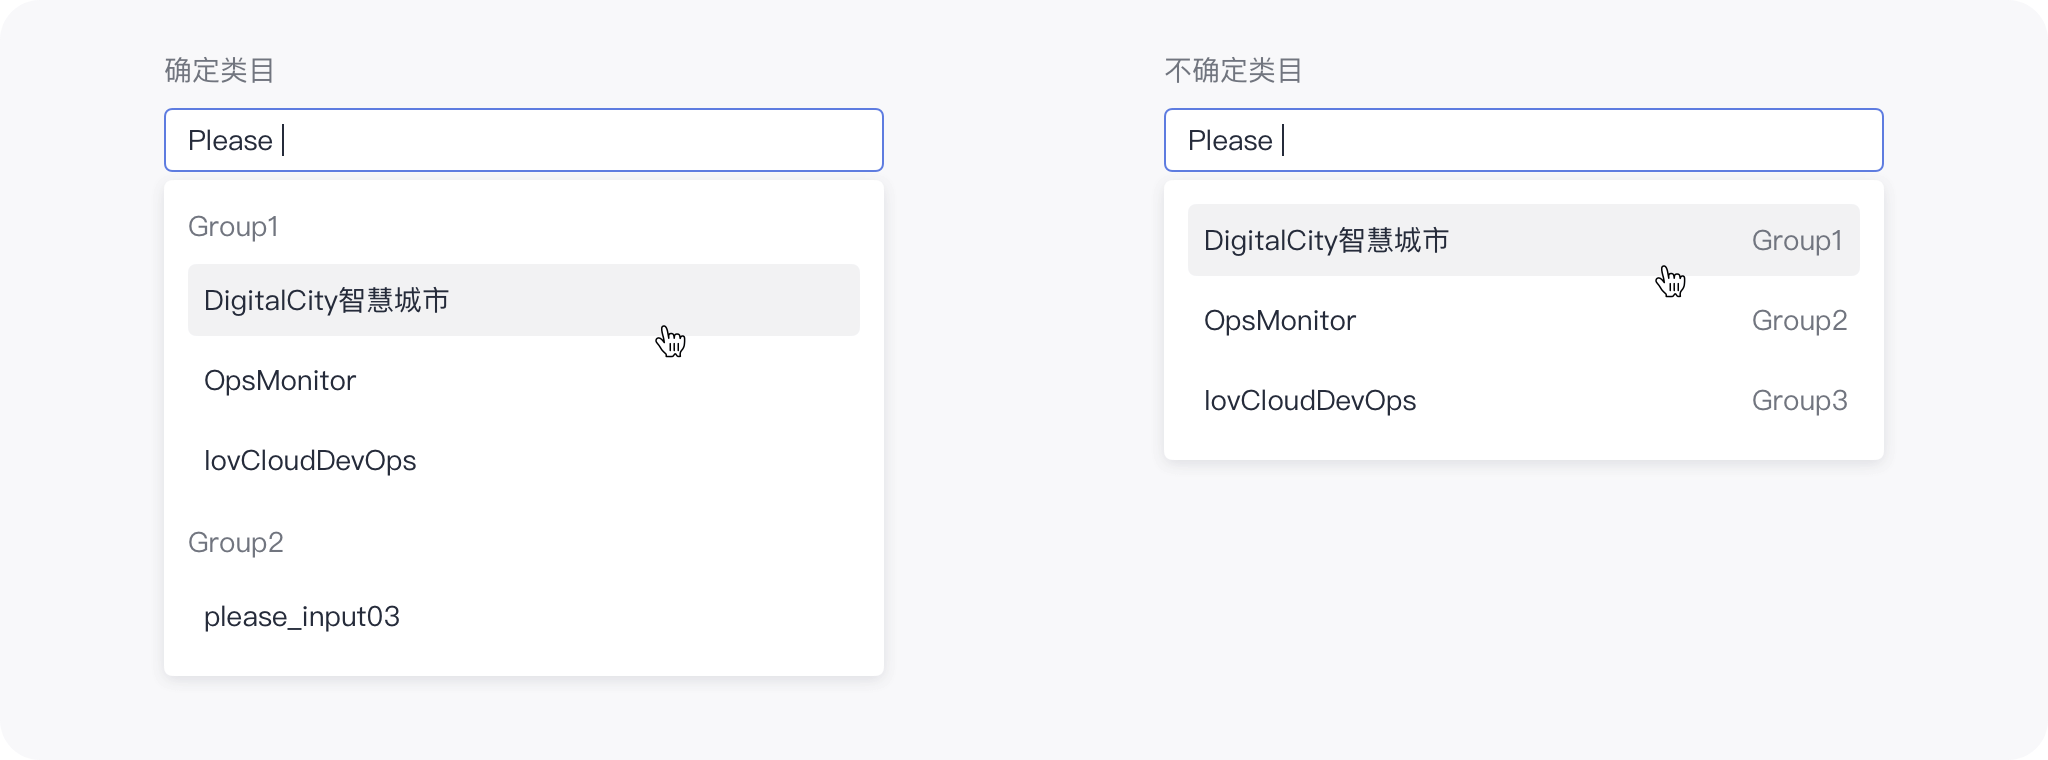 确定类目
Please
Group1
DigitalCity智慧城市
OpsMonitor
IovCloudDevOps
Group2
please_input03
不确定类目
Please
DigitalCity智慧城市 Group1
OpsMonitor Group2
IovCloudDevOps Group3